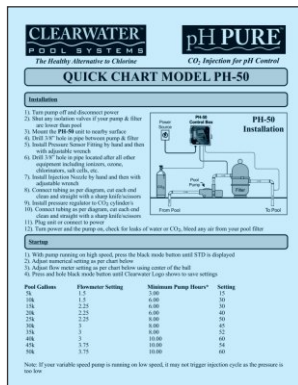 CLEARWATER
POOL SYSTEMS
The Healthy Alternative to Chlorine
pH PURE
CO2 Injection for pH Control
QUICK CHART MODEL PH-50
Installation
1). Turn pump off and disconnect power
2). Shut any isolation valves if your pump & filter
are lower than pool
3). Mount the PH-50 unit to nearby surface
4). Drill 3/8" hole in pipe between pump & filter
5). Install Pressure Sensor Fitting by hand and then
with adjustable wrench
6). Drill 3/8" hole in pipe located after all other
equipment including ionizers, ozone,
chlorinators, salt cells, etc.
7). Install Injection Nozzle by hand and then with
adjustable wrench
8). Connect tubing as per diagram, cut each end
clean and straight with a sharp knife/scissors
9). Install pressure regulator to CO2 cylinder/s
10). Connect tubing as per diagram, cut each end
clean and straight with a sharp knife/scissors
11). Plug unit or connect to power
12). Turn power and the pump on, check for leaks of water or CO2, bleed any air from your pool filter
PH-50
Installation
Power
Source
PH-50
Control Box
Pool
Pump
Filter
From Pool
To Pool
Startup
1). With pump running on high speed, press the black mode button until STD is displayed
2). Adjust numerical setting as per chart below
3). Adjust flow meter setting as per chart below using center of the ball
4). Press and hole black mode button until Clearwater Logo shows to save settings
Pool Gallons Flowmeter Setting Minimum Pump Hours* Setting
5k 1.5 3.00 15
10k 1.5 6.00 30
15k 2.25 6.00 30
20k 2.25 6.00 40
25k 2.25 8.00 50
30k 3 8.00 45
35k 3 8.00 52
40k 3 10.00 60
45k 3.75 10.00 54
50k 3.75 10.00 60
Note: If your variable speed pump is running on low speed, it may not trigger injection cycle as the pressure is
too low